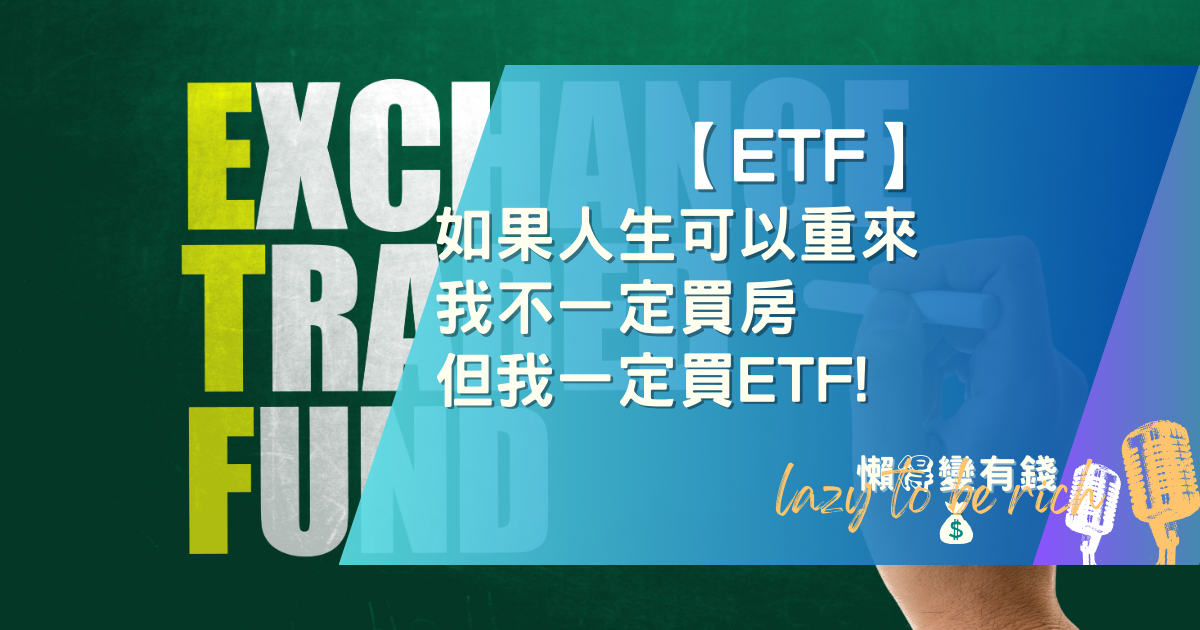 EXCHANGE
TRADED
FUND
【ETF】
如果人生可以重來
我不一定買房
但我一定買ETF!
懶得變有錢
lazy to be rich
$